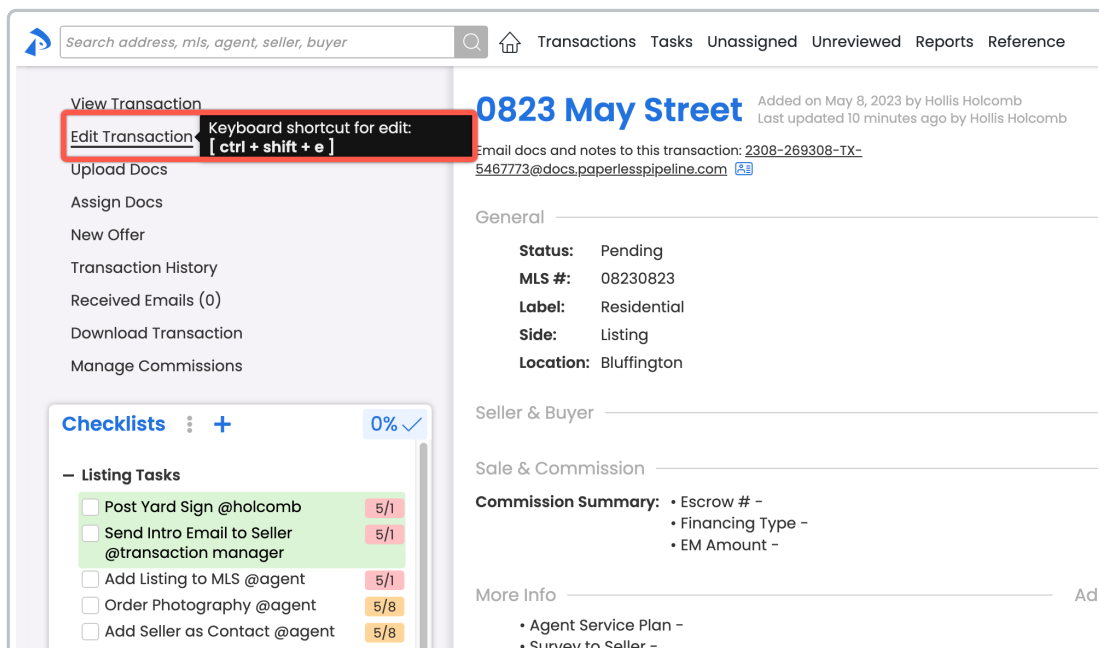 Search address, mls, agent, seller, buyer
Transactions Tasks Unassigned Unreviewed Reports Reference
View Transaction
Edit Transaction
Keyboard shortcut for edit:
[ ctrl + shift + e ]
Upload Docs
Assign Docs
New Offer
Transaction History
Received Emails (0)
Download Transaction
Manage Commissions
Checklists 0%
Listing Tasks
Post Yard Sign @holcomb 5/1
Send Intro Email to Seller 5/1
@transaction manager
Add Listing to MLS @agent 5/1
Order Photography @agent 5/8
Add Seller as Contact @agent 5/8
0823 May Street
Added on May 8, 2023 by Hollis Holcomb
Last updated 10 minutes ago by Hollis Holcomb
Email docs and notes to this transaction: 2308-269308-TX-
5467773@docs.paperlesspipeline.com
General
Status: Pending
MLS #: 08230823
Label: Residential
Side: Listing
Location: Bluffington
Seller & Buyer
Sale & Commission
Commission Summary: • Escrow # -
• Financing Type -
• EM Amount -
More Info Ad
• Agent Service Plan -
• Survey to Seller -